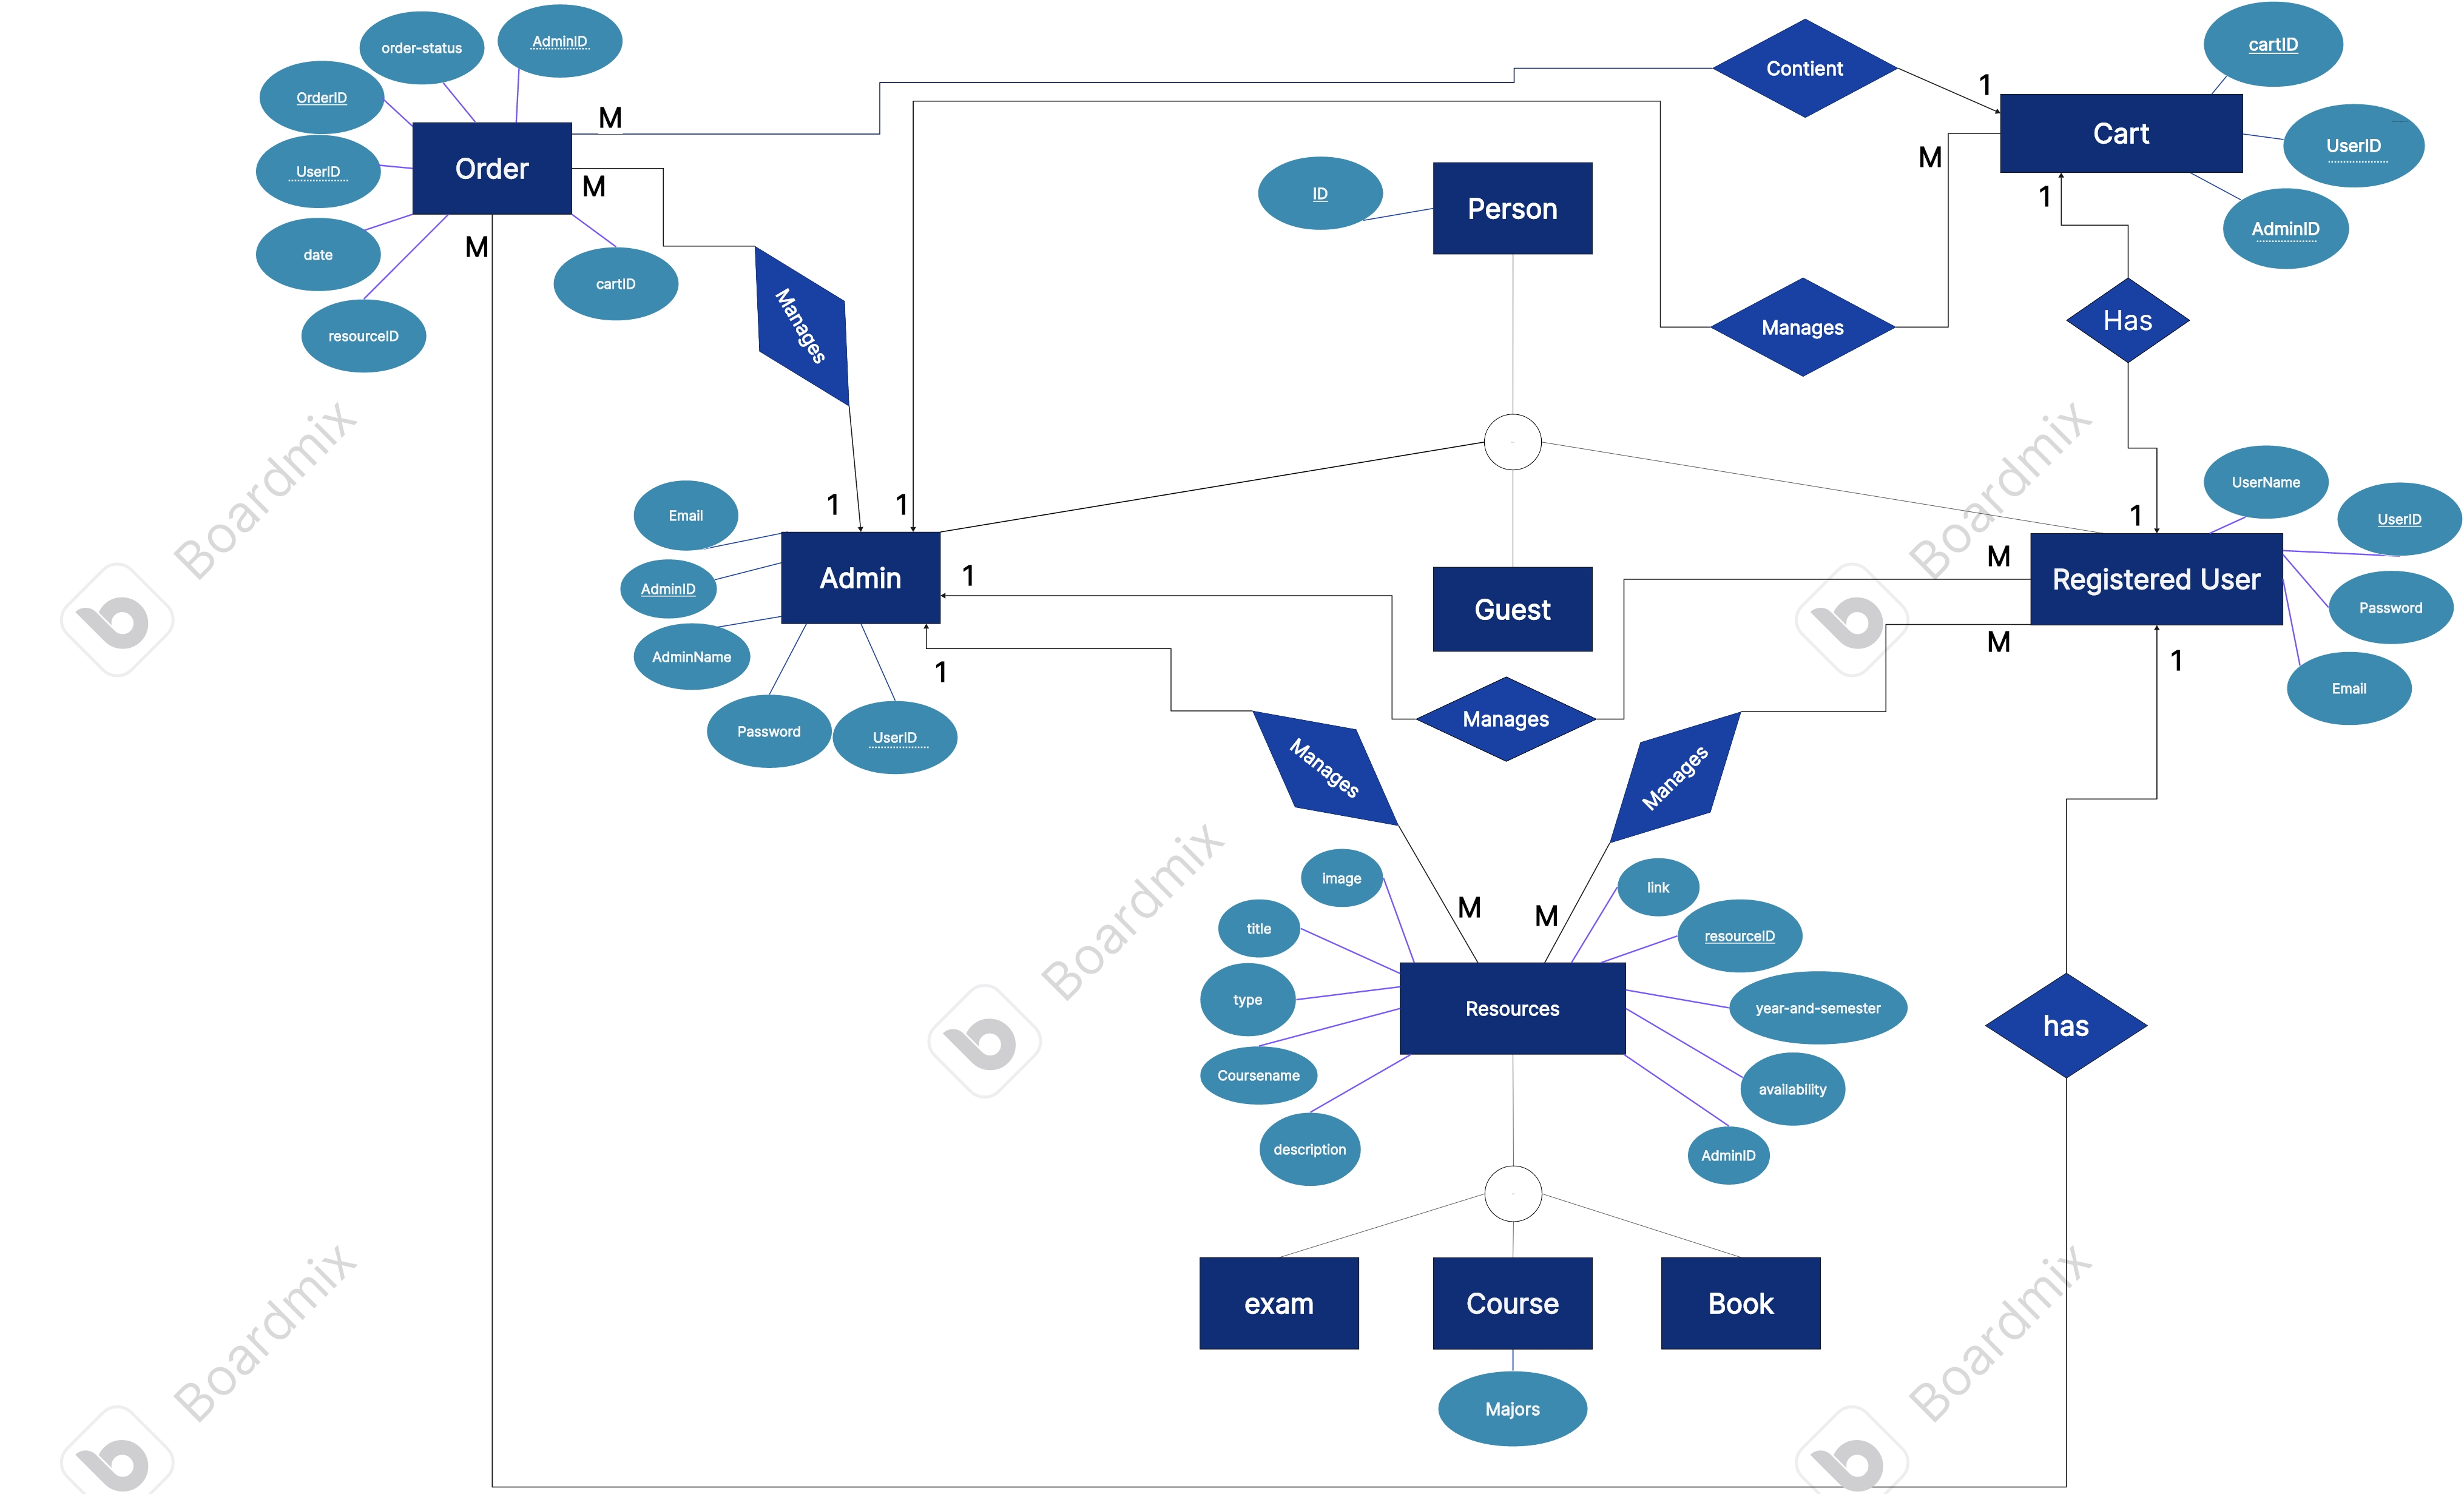 order-status
AdminID
OrderID
UserID
date
resourceID
cartID
Order
M
M
M
Contient
1
Cart
cartID
UserID
AdminID
M
1
ID
Person
Manages
Manages
Has
1
1
1
Email
AdminID
AdminName
Password
UserID
Admin
1
1
Guest
M
M
Registered User
UserName
UserID
Password
Email
1
Manages
Manages
Manages
M
M
image
title
type
Coursename
description
Resources
link
resourceID
year-and-semester
availability
AdminID
has
exam
Course
Book
Majors
Boardmix
Boardmix
Boardmix
Boardmix
Boardmix